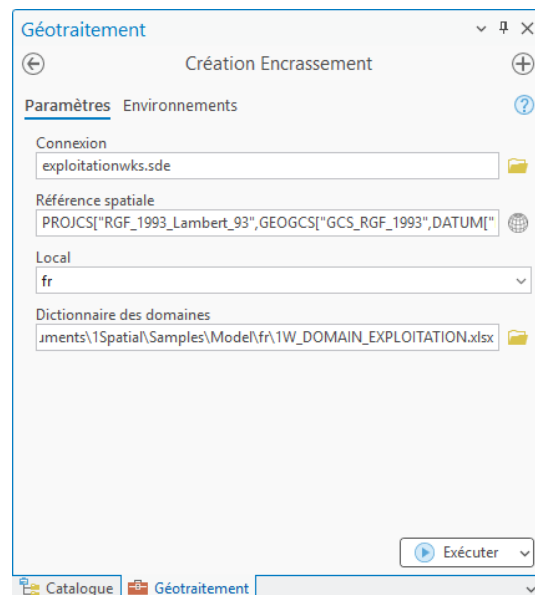 Géotraitement
Création Encrassement
Paramètres Environnements
Connexion
exploitationwks.sde
Référence spatiale
PROJCS["RGF_1993_Lambert_93",GEOGCS["GCS_RGF_1993",DATUM["
Local
fr
Dictionnaire des domaines
uments\1Spatial\Samples\Model\fr\1W_DOMAIN_EXPLOITATION.xlsx
Exécuter
Catalogue Géotraitement